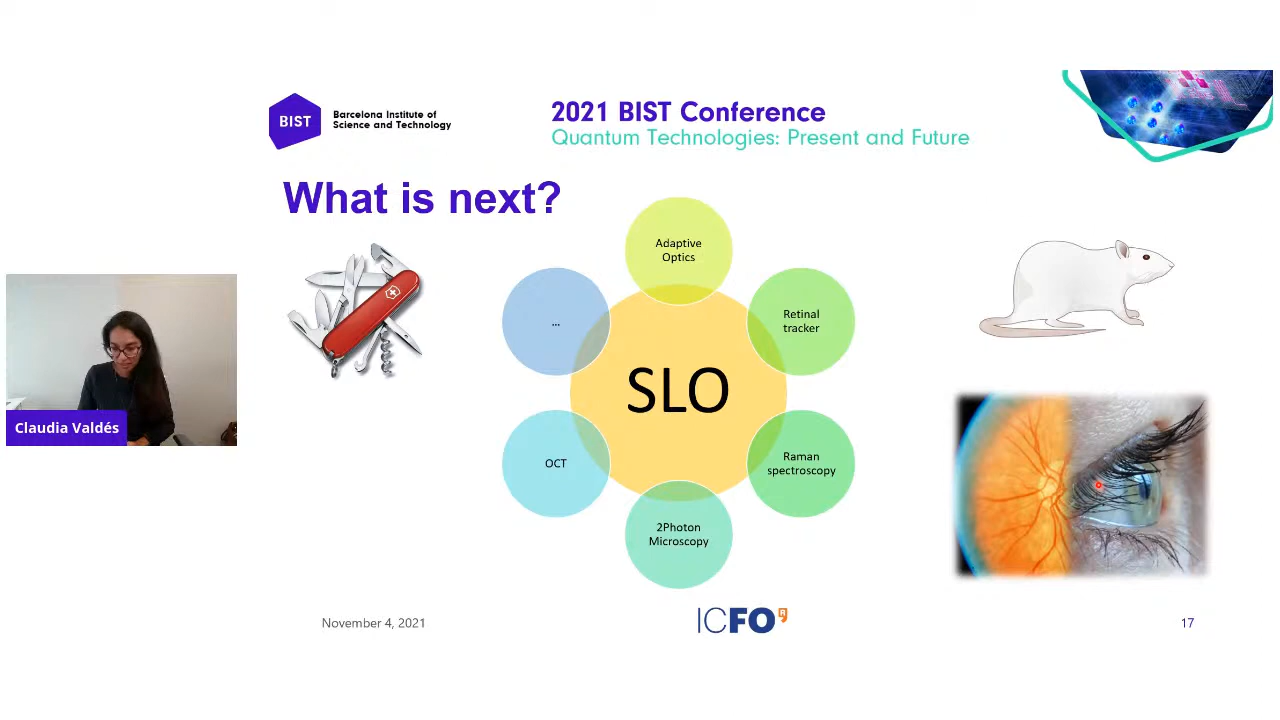 BIST
Barcelona Institute of
Science and Technology
2021 BIST Conference
Quantum Technologies: Present and Future
What is next?
Adaptive
Optics
...
Retinal
tracker
SLO
Claudia Valdés
OCT
Raman
spectroscopy
2Photon
Microscopy
November 4, 2021
ICFO
17